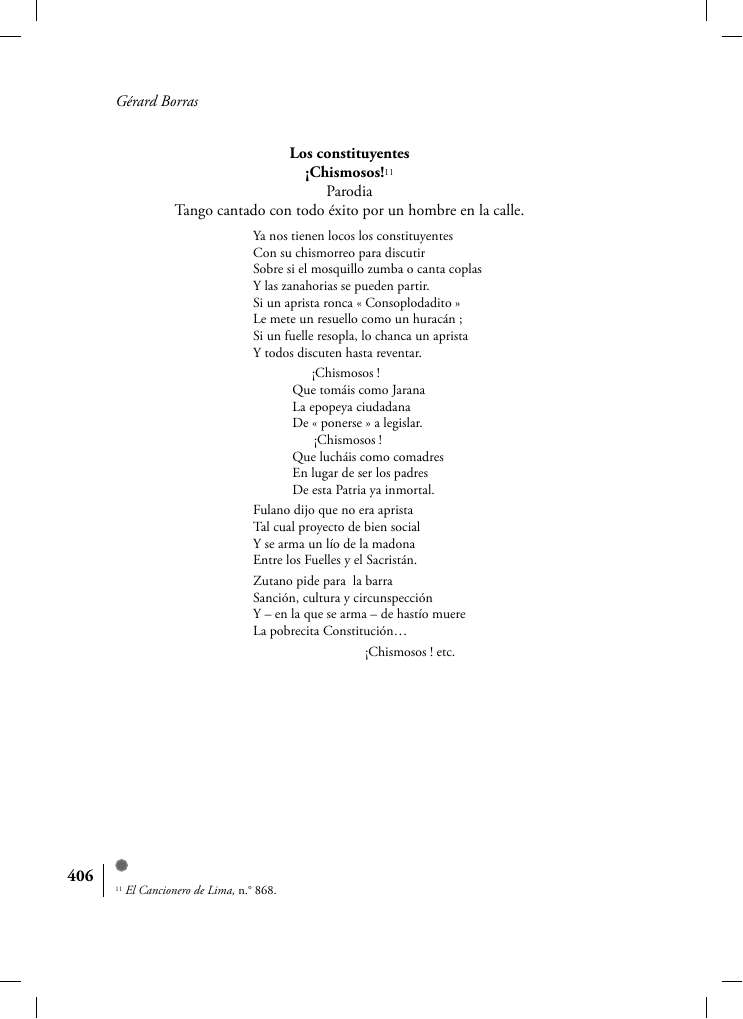 Gérard Borras
Los constituyentes
¡Chismosos!11
Parodia
Tango cantado con todo éxito por un hombre en la calle.
Ya nos tienen locos los constituyentes
Con su chismorreo para discutir
Sobre si el mosquillo zumba o canta coplas
Y las zanahorias se pueden partir.
Si un aprista ronca « Consoplodadito »
Le mete un resuello como un huracán ;
Si un fuelle resopla, lo chanca un aprista
Y todos discuten hasta reventar.
¡Chismosos !
Que tomáis como Jarana
La epopeya ciudadana
De « ponerse » a legislar.
¡Chismosos !
Que lucháis como comadres
En lugar de ser los padres
De esta Patria ya inmortal.
Fulano dijo que no era aprista
Tal cual proyecto de bien social
Y se arma un lío de la madona
Entre los Fuelles y el Sacristán.
Zutano pide para  la barra
Sanción, cultura y circunspección
Y – en la que se arma – de hastío muere
La pobrecita Constitución…
¡Chismosos ! etc.
406
11 El Cancionero de Lima, n.° 868.